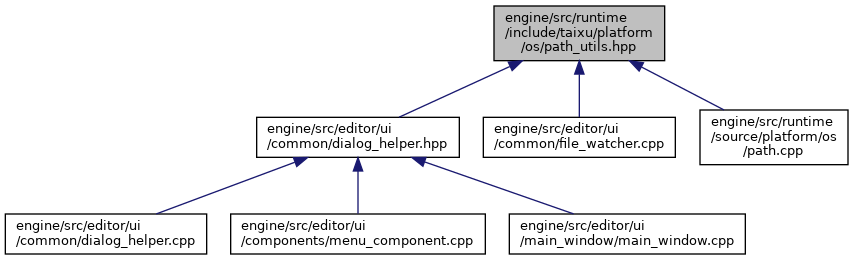 engine/src/runtime
/include/taixu/platform
/os/path_utils.hpp
engine/src/editor/ui
/common/dialog_helper.hpp
engine/src/editor/ui
/common/file_watcher.cpp
engine/src/runtime
/source/platform/os
/path.cpp
engine/src/editor/ui
/common/dialog_helper.cpp
engine/src/editor/ui
/components/menu_component.cpp
engine/src/editor/ui
/main_window/main_window.cpp